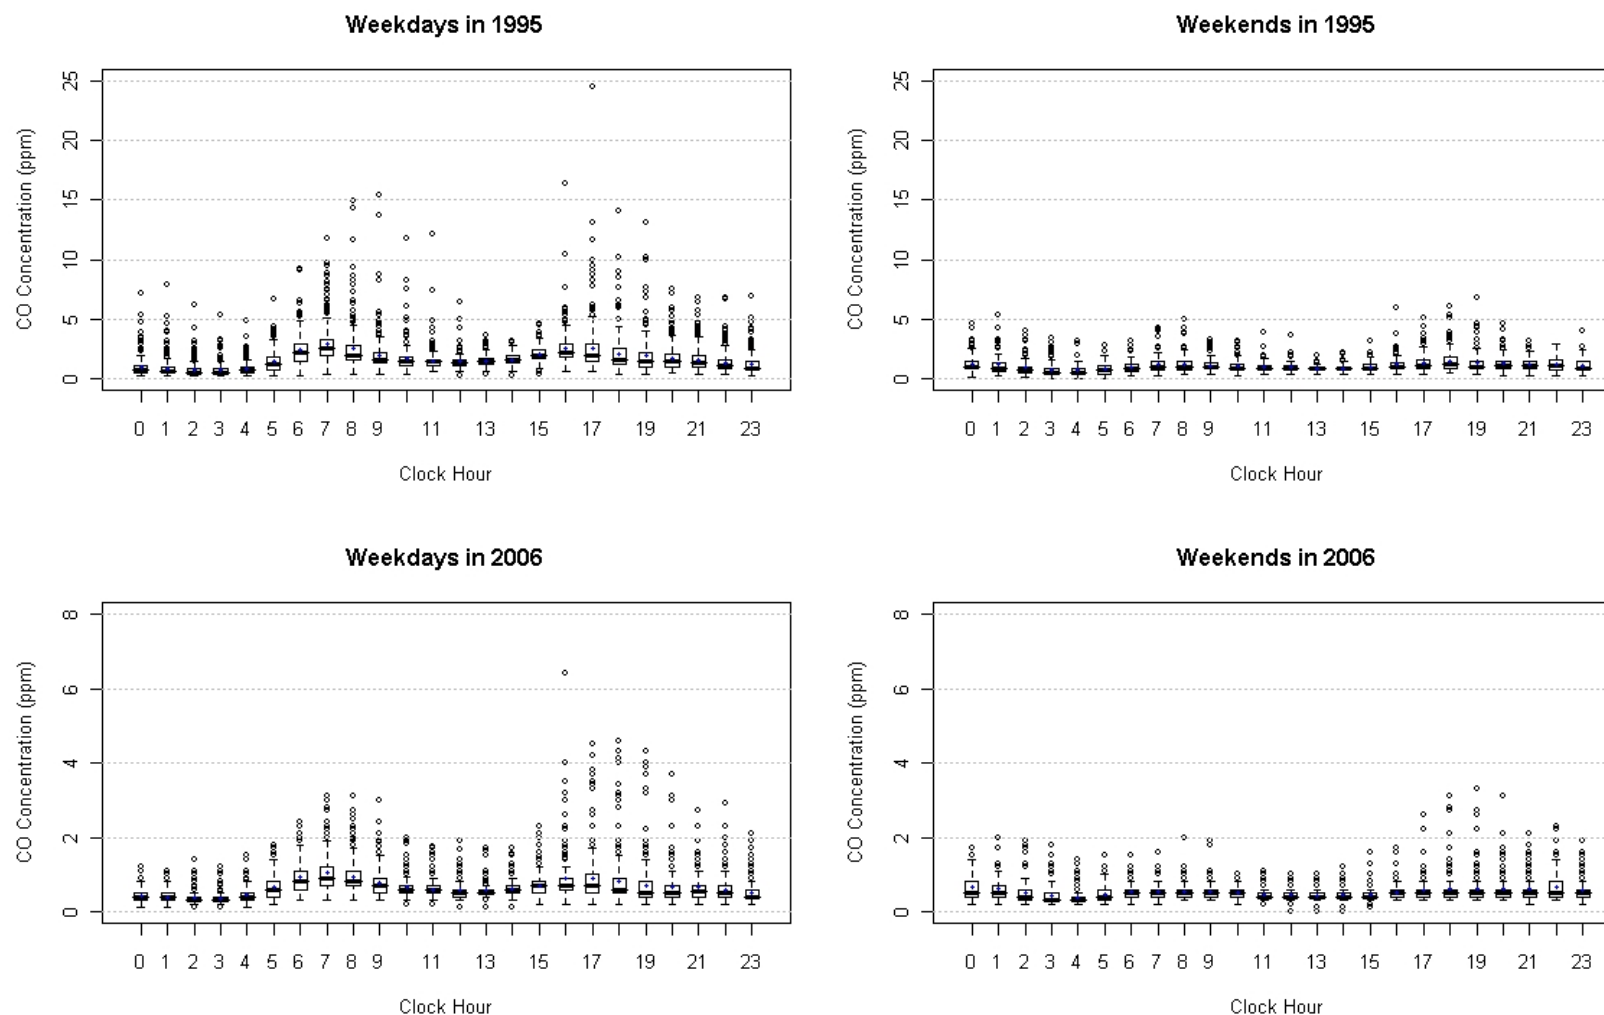 Weekdays in 1995
CO Concentration (ppm)
25
20
15
10
5
0
0 1 2 3 4 5 6 7 8 9 11 13 15 17 19 21 23
Clock Hour
Weekends in 1995
CO Concentration (ppm)
25
20
15
10
5
0
0 1 2 3 4 5 6 7 8 9 11 13 15 17 19 21 23
Clock Hour
Weekdays in 2006
CO Concentration (ppm)
8
6
4
2
0
0 1 2 3 4 5 6 7 8 9 11 13 15 17 19 21 23
Clock Hour
Weekends in 2006
CO Concentration (ppm)
8
6
4
2
0
0 1 2 3 4 5 6 7 8 9 11 13 15 17 19 21 23
Clock Hour